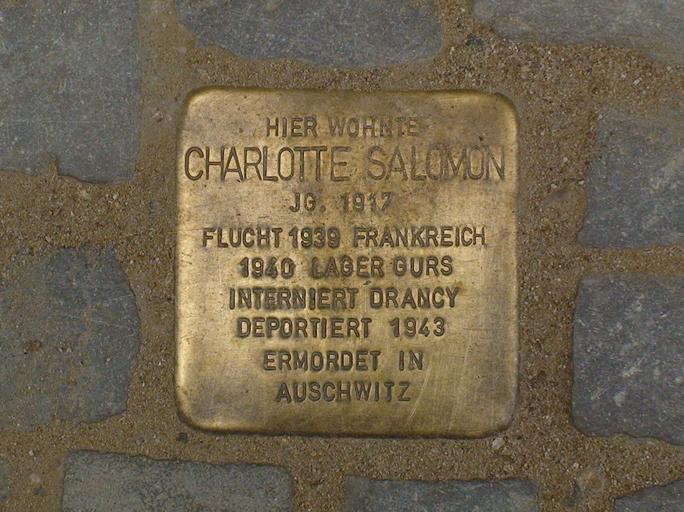 HIER WOHNTE
CHARLOTTE SALOMON
JG. 1917
FLUCHT 1939 FRANKREICH
1940 LAGER GURS
INTERNIERT DRANCY
DEPORTIERT 1943
ERMORDET IN
AUSCHWITZ